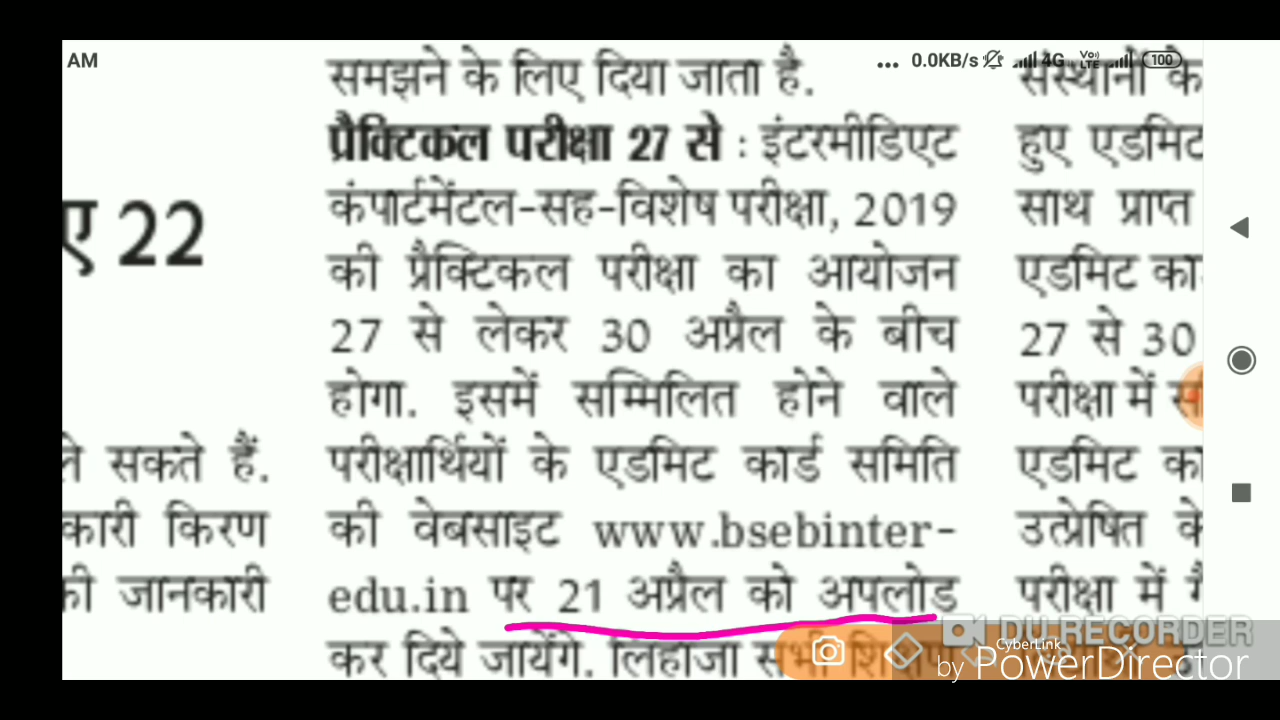 AM
... 0.0KB/s 4G Vo)) LTE 100
ए 22
ले सकते हैं.
कारी किरण
की जानकारी
समझने के लिए दिया जाता है.
प्रैक्टिकल परीक्षा 27 से : इंटरमीडिएट
कंपार्टमेंटल-सह-विशेष परीक्षा, 2019
की प्रैक्टिकल परीक्षा का आयोजन
27 से लेकर 30 अप्रैल के बीच
होगा. इसमें सम्मिलित होने वाले
परीक्षार्थियों के एडमिट कार्ड समिति
की वेबसाइट www.bsebinter-
edu.in पर 21 अप्रैल को अपलोड
कर दिये जायेंगे. लिहाजा सभी
संस्थानों के
हुए एडमिट
साथ प्राप्त
एडमिट का
27 से 30
परीक्षा में
एडमिट का
उत्प्रेषित के
परीक्षा में
DU RECORDER
CyberLink
by PowerDirector